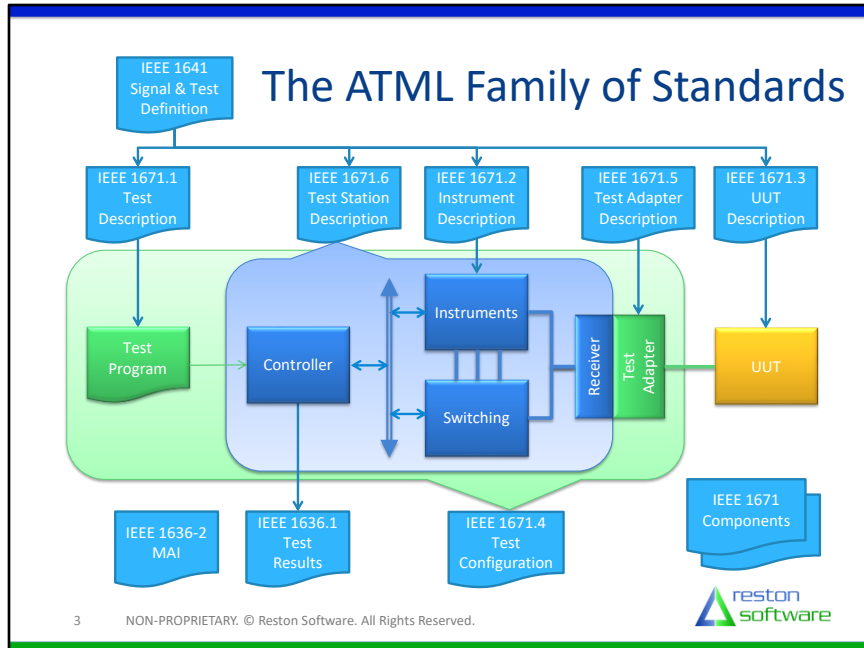 The ATML Family of Standards
IEEE 1641
Signal & Test
Definition
IEEE 1671.1
Test
Description
IEEE 1671.6
Test Station
Description
IEEE 1671.2
Instrument
Description
IEEE 1671.5
Test Adapter
Description
IEEE 1671.3
UUT
Description
Test
Program
Controller
Instruments
Switching
Receiver
Test
Adapter
UUT
IEEE 1636-2
MAI
IEEE 1636.1
Test
Results
IEEE 1671.4
Test
Configuration
IEEE 1671
Components
3
NON-PROPRIETARY. © Reston Software. All Rights Reserved.
reston
software